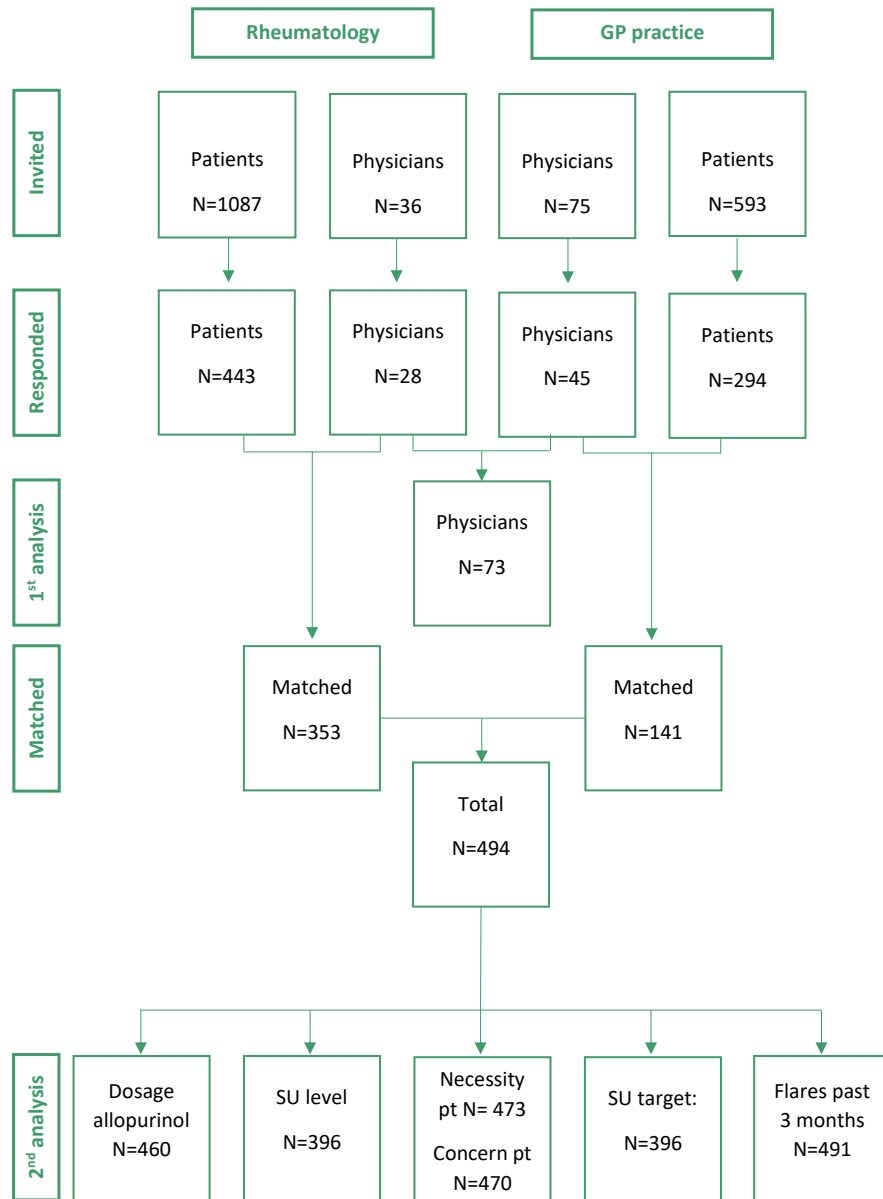 Rheumatology
GP practice
Invited
Patients
N=1087
Physicians
N=36
Physicians
N=75
Patients
N=593
Responded
Patients
N=443
Physicians
N=28
Physicians
N=45
Patients
N=294
1st analysis
Physicians
N=73
Matched
Matched
N=353
Matched
N=141
Total
N=494
2nd analysis
Dosage
allopurinol
N=460
SU level
N=396
Necessity
pt N= 473
Concern pt
N=470
SU target:
N=396
Flares past
3 months
N=491